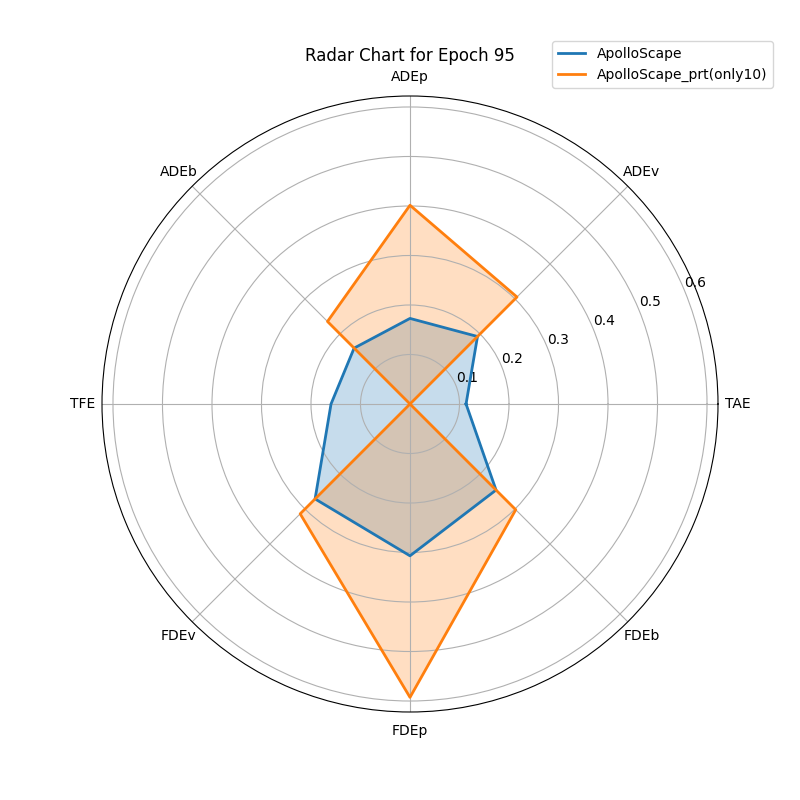 Radar Chart for Epoch 95
ApolloScape
ApolloScape_prt(only10)
ADEp
ADEb
ADEv
0.6
0.5
0.4
0.3
0.2
0.1
TFE
TAE
FDEv
FDEb
FDEp